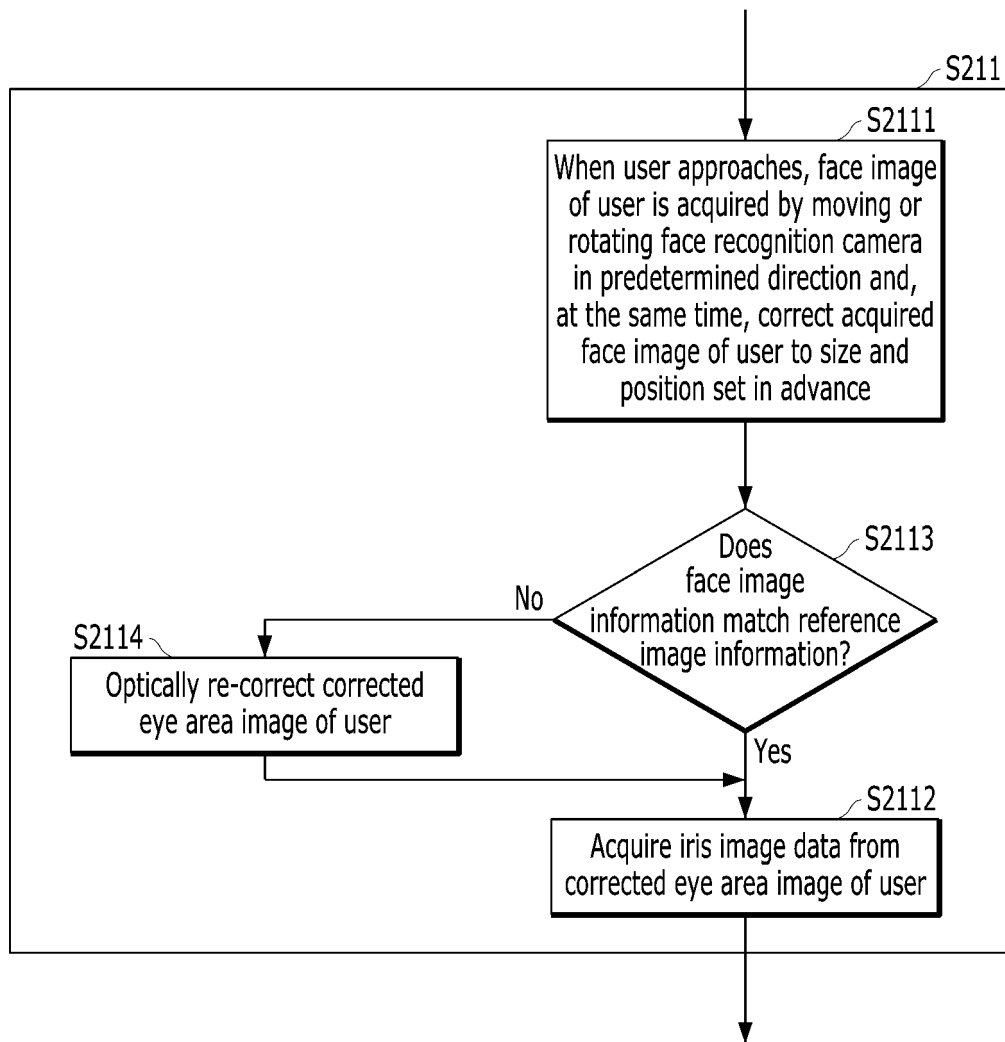 S211
S2111
When user approaches, face image
of user is acquired by moving or
rotating face recognition camera
in predetermined direction and,
at the same time, correct acquired
face image of user to size and
position set in advance
S2113
Does
face image
information match reference
image information?
No
S2114
Optically re-correct corrected
eye area image of user
Yes
S2112
Acquire iris image data from
corrected eye area image of user